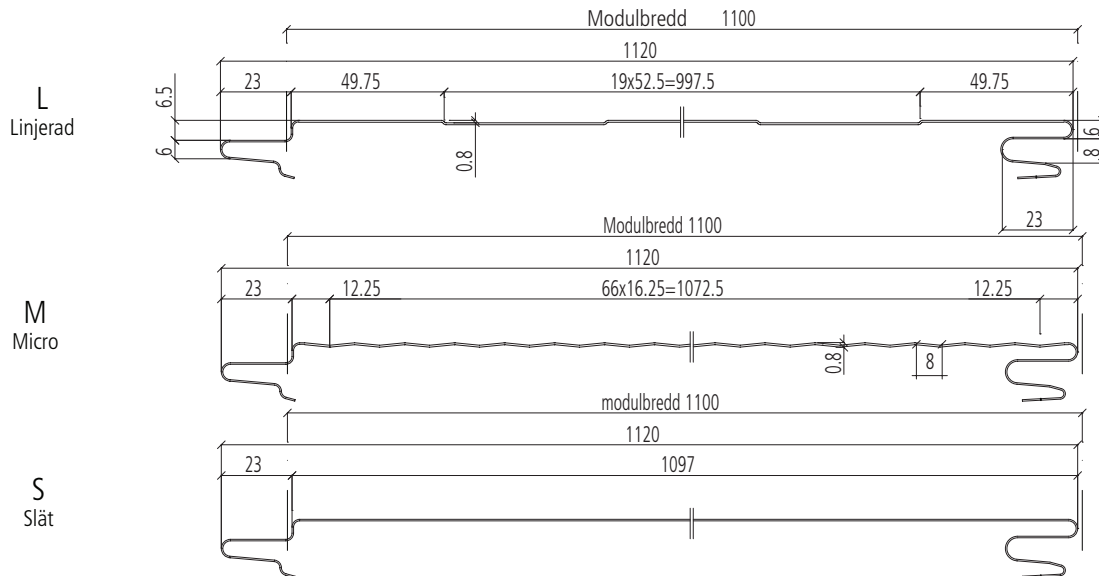 Modulbredd 1100
1120
23 49.75 19x52.5=997.5 49.75
6.5
L
Linjerad
6
0.8
6
8
23
Modulbredd 1100
1120
23 12.25 66x16.25=1072.5 12.25
M
Micro
0.8
8
modulbredd 1100
1120
23 1097
S
Slät